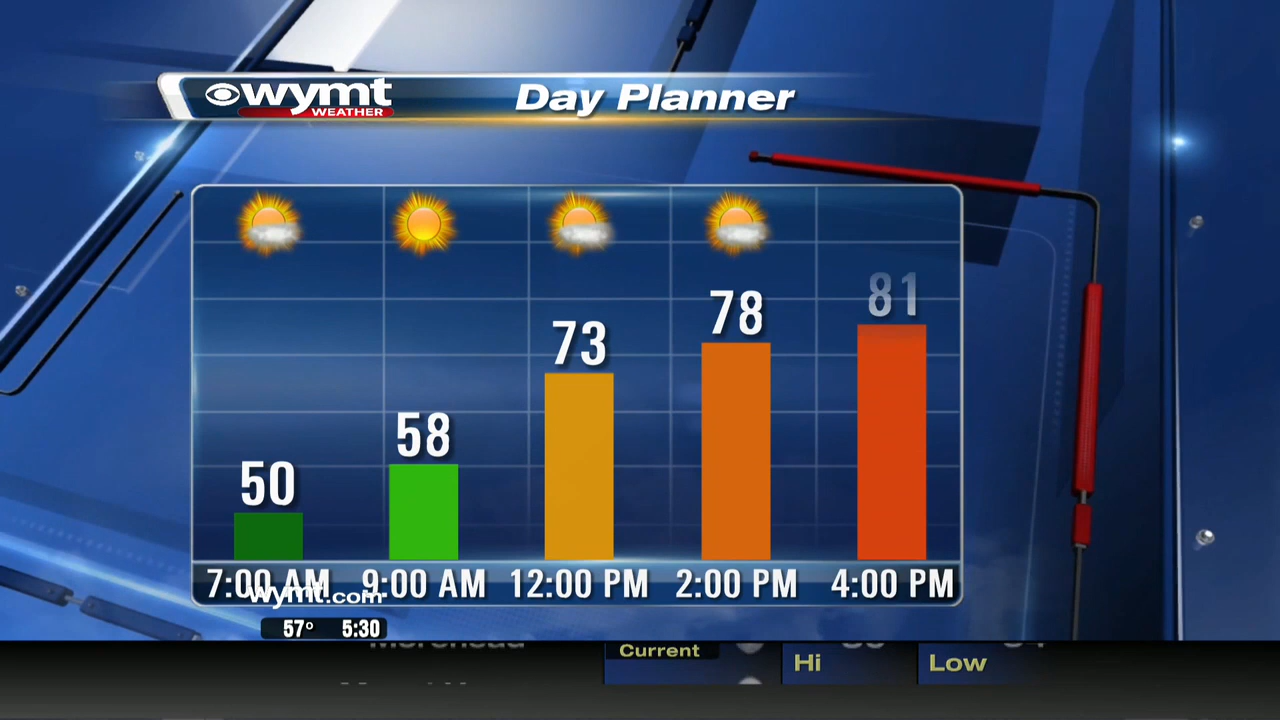 wymt
WEATHER
Day Planner
50
58
73
78
81
7:00 AM
9:00 AM
12:00 PM
2:00 PM
4:00 PM
wymt.com
57° 5:30
Morehead
Current
Hi
Low